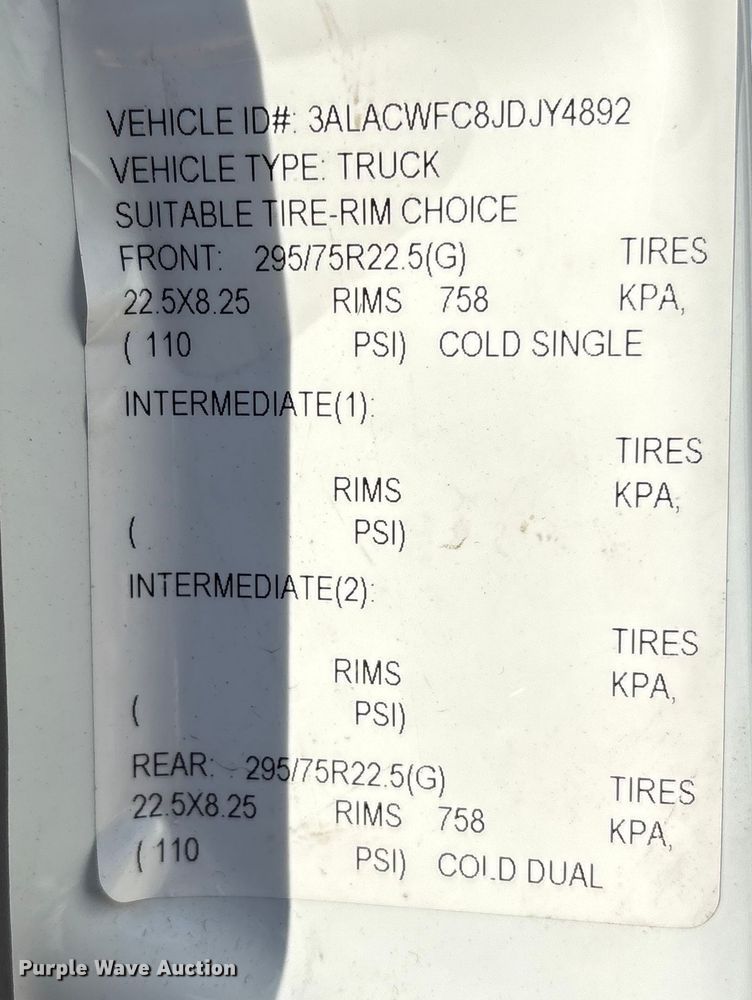 VEHICLE ID#: 3ALACWFC8JDJY4892
VEHICLE TYPE: TRUCK
SUITABLE TIRE-RIM CHOICE
FRONT: 295/75R22.5(G) TIRES
22.5X8.25 RIMS 758 KPA,
( 110 PSI) COLD SINGLE
INTERMEDIATE(1):
TIRES
RIMS KPA,
( PSI)
INTERMEDIATE(2):
TIRES
RIMS KPA,
( PSI)
REAR: 295/75R22.5(G) TIRES
22.5X8.25 RIMS 758 KPA,
( 110 PSI) COLD DUAL
Purple Wave Auction